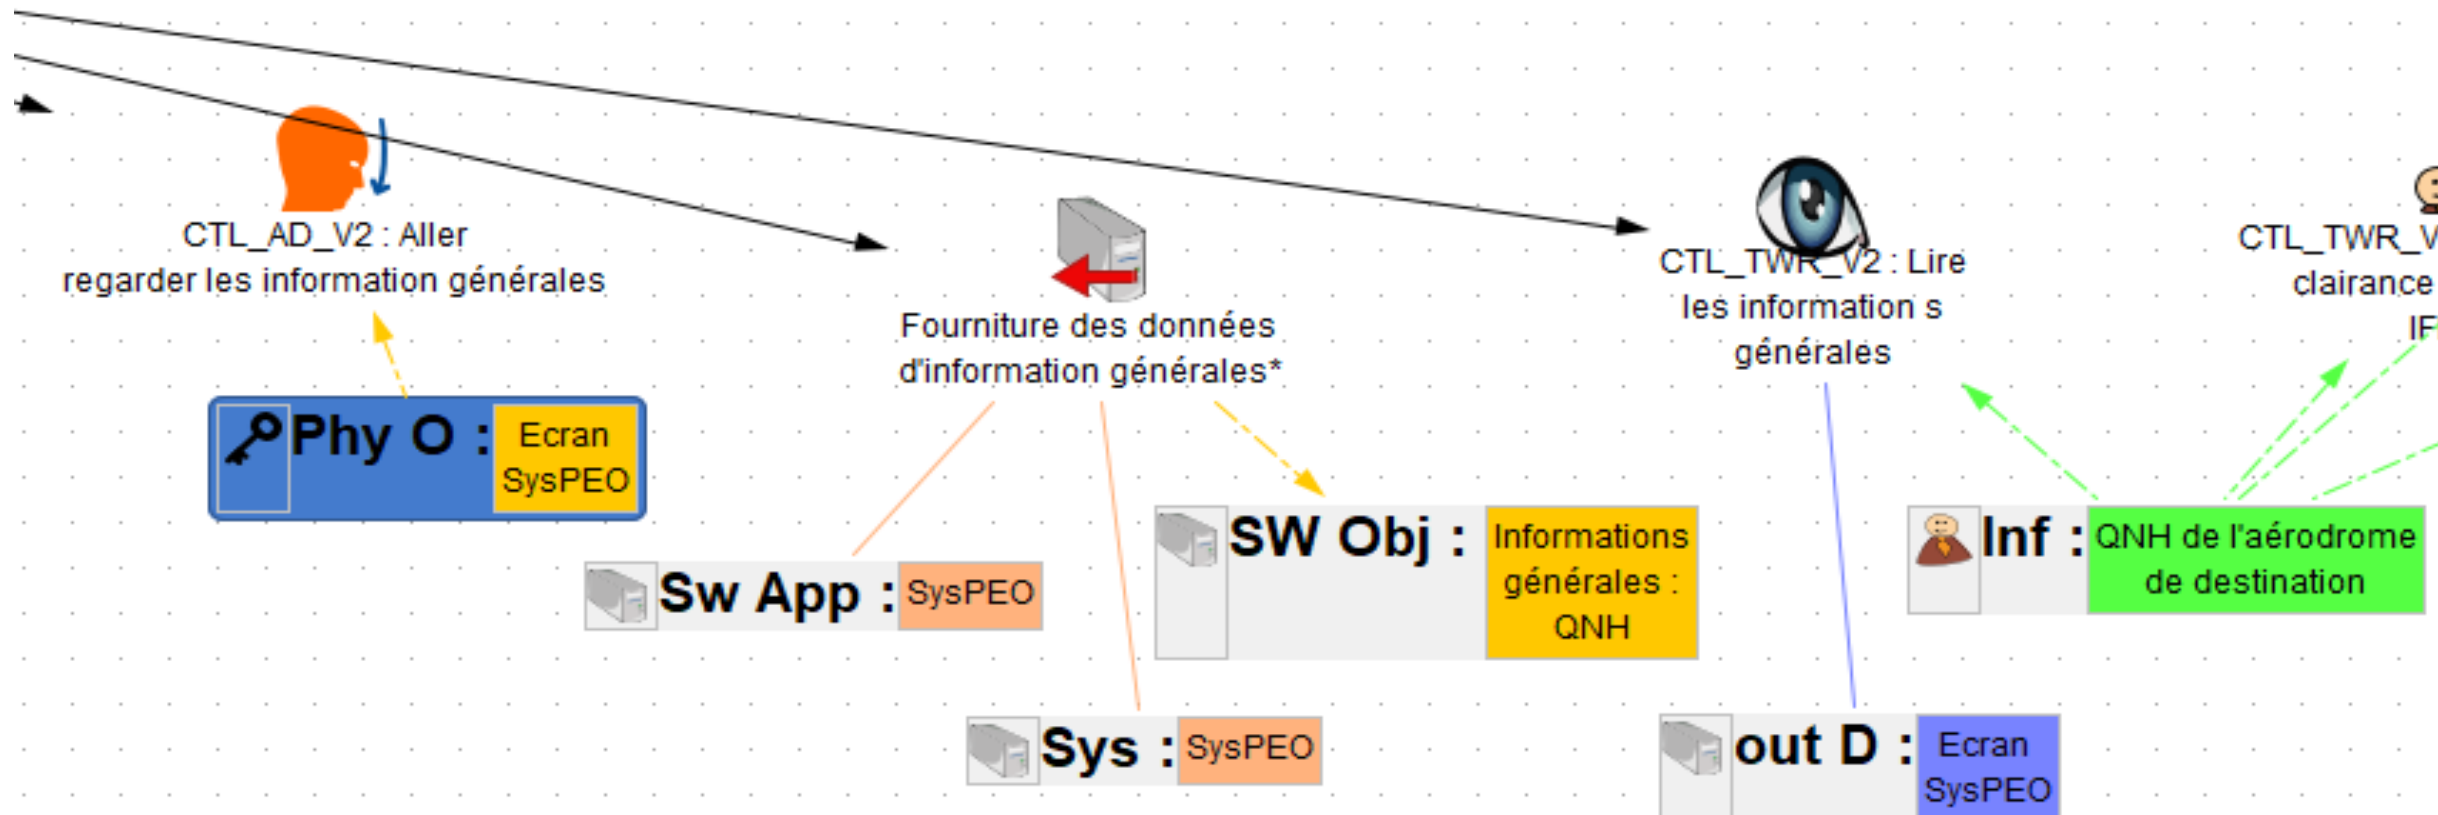 CTL_AD_V2 : Aller
regarder les information générales
Phy O :
Ecran
SysPEO
Fourniture des données
d'information générales*
Sw App :
SysPEO
Sys :
SysPEO
SW Obj :
Informations
générales :
QNH
CTL_TWR_V2 : Lire
les information s
générales
out D :
Ecran
SysPEO
Inf :
QNH de l'aérodrome
de destination
CTL_TWR_V
clairance
IF